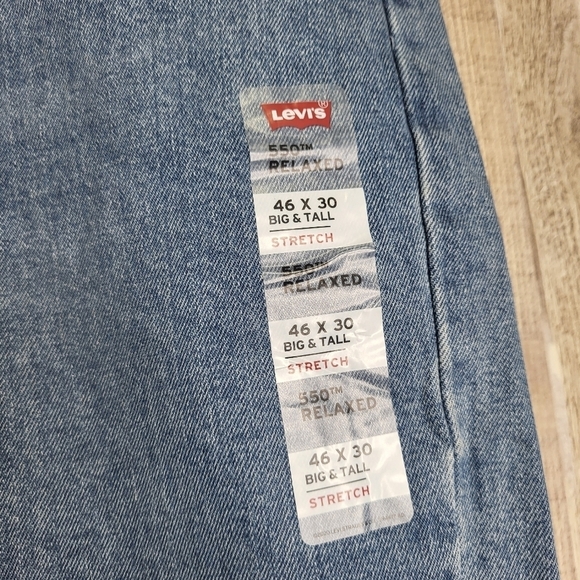 Levi's®
550™
RELAXED
46 X 30
BIG & TALL
STRETCH
550™
RELAXED
46 X 30
BIG & TALL
STRETCH
550™
RELAXED
46 X 30
BIG & TALL
STRETCH